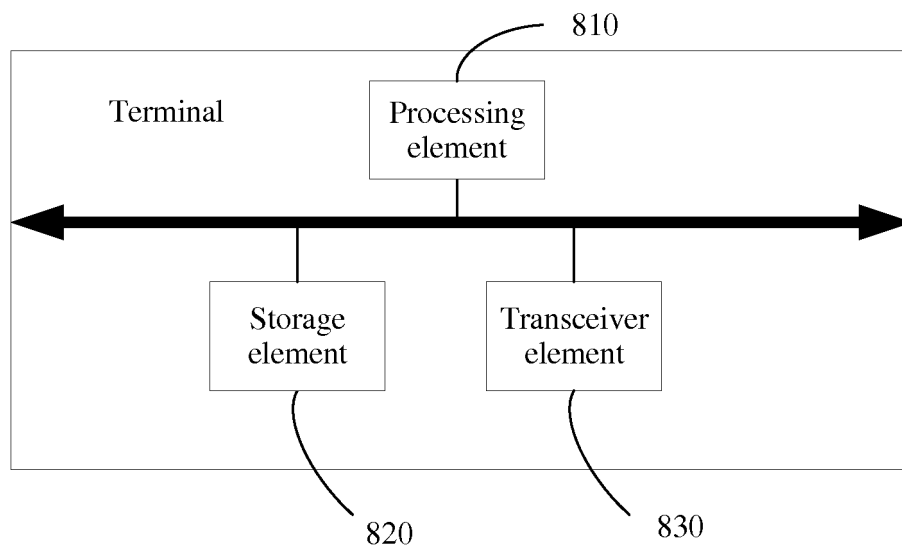 810
Terminal
Processing
element
Storage
element
Transceiver
element
820
830